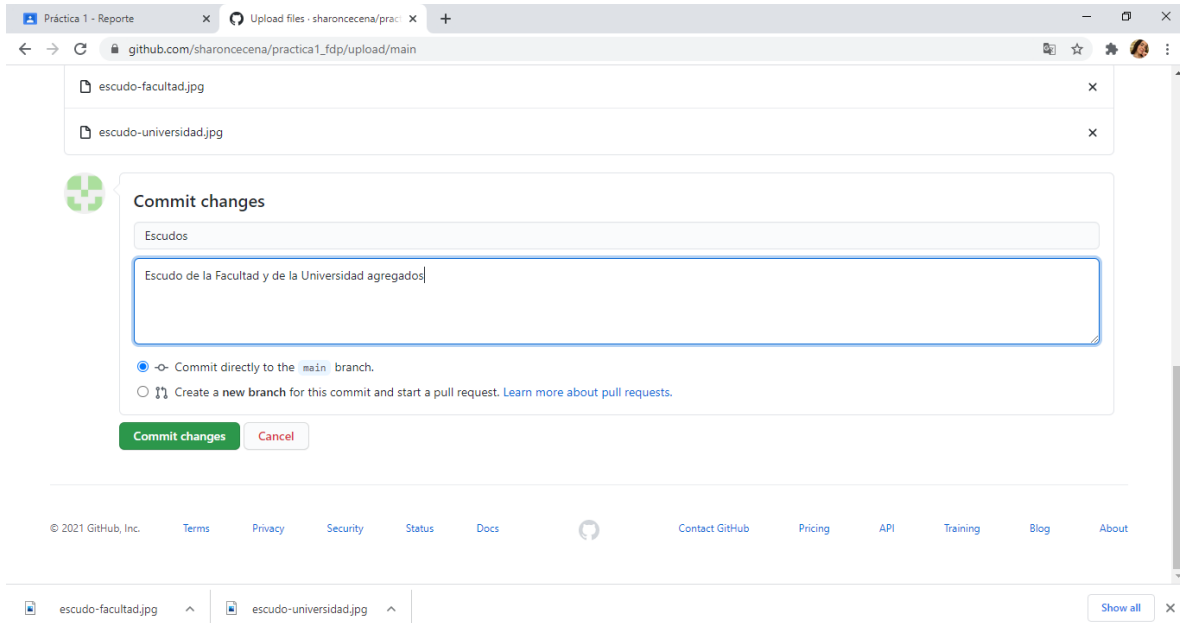 Práctica 1 - Reporte
Upload files · sharoncecena/prac
github.com/sharoncecena/practica1_fdp/upload/main
escudo-facultad.jpg
escudo-universidad.jpg
Commit changes
Escudos
Escudo de la Facultad y de la Universidad agregados
Commit directly to the main branch.
Create a new branch for this commit and start a pull request. Learn more about pull requests.
Commit changes Cancel
© 2021 GitHub, Inc. Terms Privacy Security Status Docs Contact GitHub Pricing API Training Blog About
escudo-facultad.jpg escudo-universidad.jpg Show all